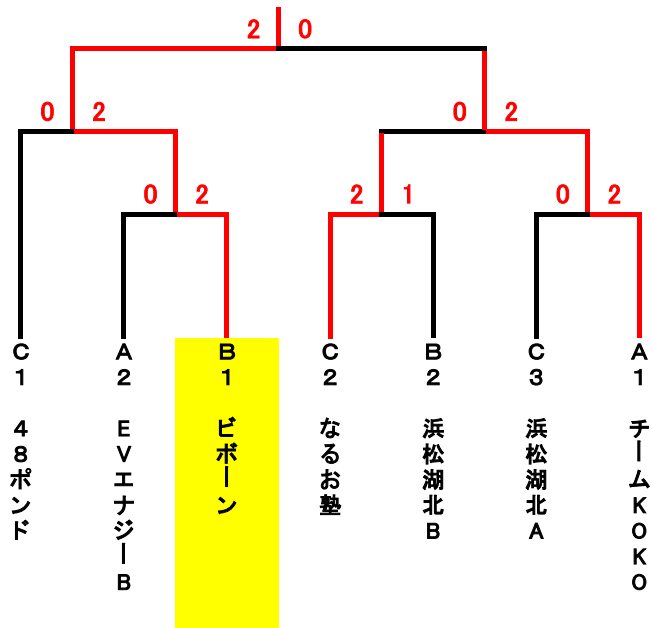 2 0
0 2
0 2
0 2
2 1
0 2
C1 48ポンド
A2 EVエナジーB
B1 ビボーン
C2 なるお塾
B2 浜松湖北B
C3 浜松湖北A
A1 チームKOKO